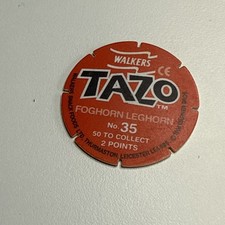 WALKERS
CE
TAZO
TM
FOGHORN LEGHORN
No. 35
50 TO COLLECT
2 POINTS